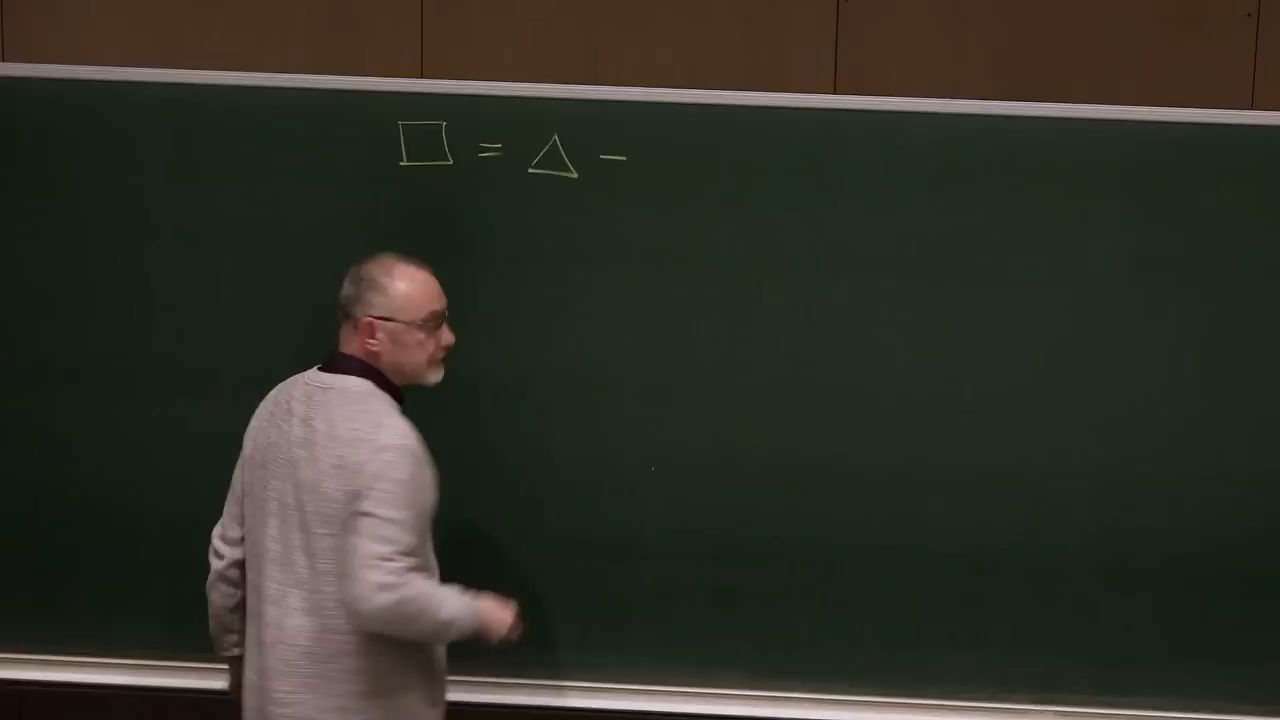 □ = △ −